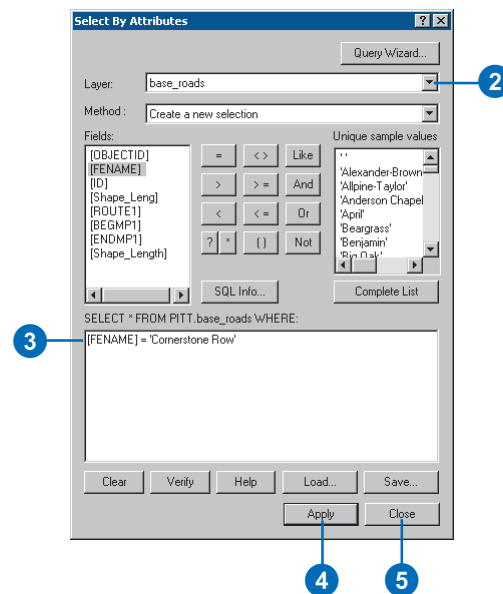 Select By Attributes
Query Wizard...
Layer: base_roads
2
Method : Create a new selection
Fields:
Unique sample values
[OBJECTID]
[FENAME]
[ID]
[Shape_Leng]
[ROUTE1]
[BEGMP1]
[ENDMP1]
[Shape_Length]
= <> Like
> >= And
< <= Or
? * () Not
' '
'Alexander-Brown
'Allpine-Taylor'
'Anderson Chapel
'April'
'Beargrass'
'Benjamin'
'Big Oak'
SQL Info...
Complete List
SELECT * FROM PITT.base_roads WHERE:
3
[FENAME] = 'Cornerstone Row'
Clear Verify Help Load... Save...
Apply Close
4 5